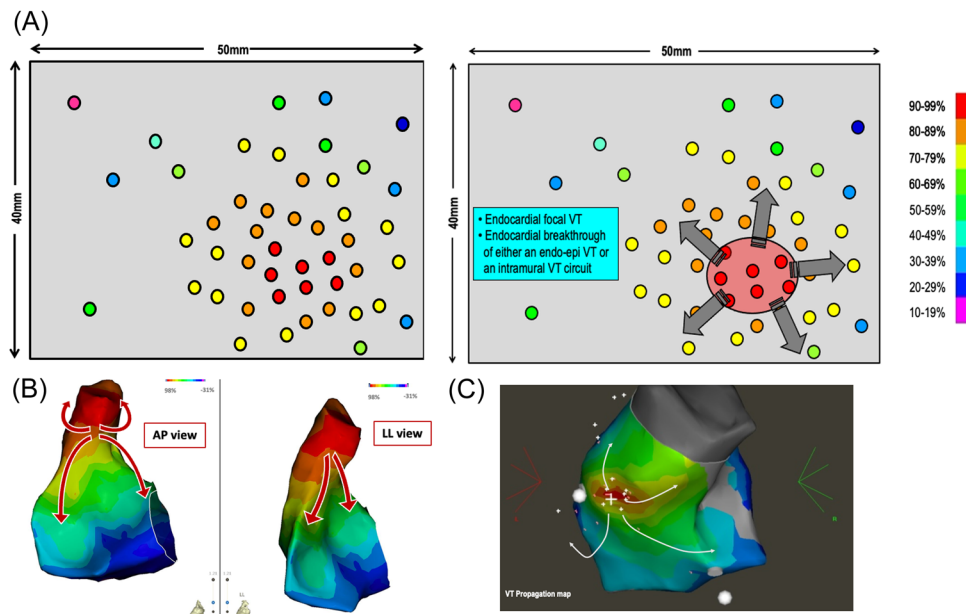 (A)
50mm
40mm
50mm
40mm
• Endocardial focal VT
• Endocardial breakthrough
of either an endo-epi VT or
an intramural VT circuit
90-99%
80-89%
70-79%
60-69%
50-59%
40-49%
30-39%
20-29%
10-19%
(B)
98% -31%
AP view
98% -31%
LL view
LL
(C)
VT Propagation map